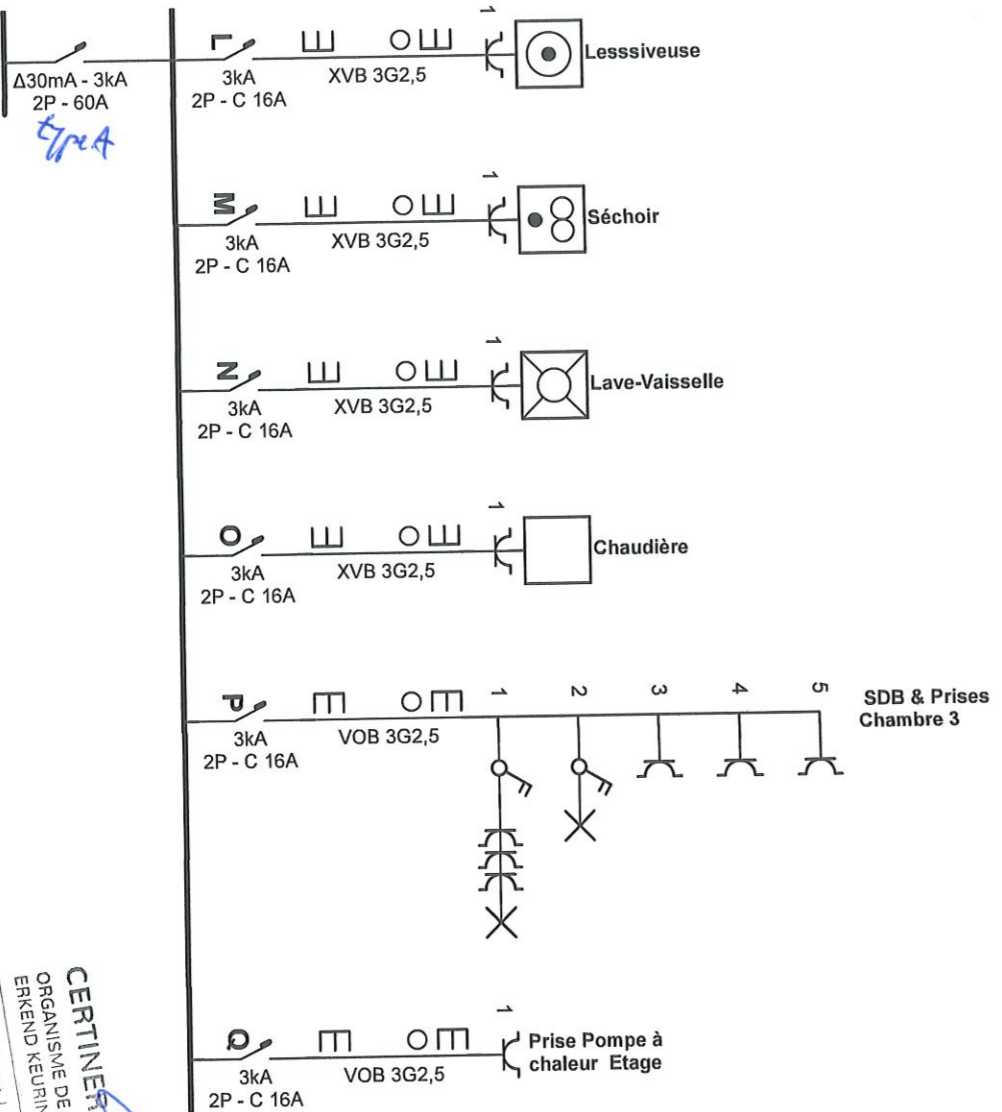 Δ30mA - 3kA
2P - 60A
type A
L
3kA
2P - C 16A
XVB 3G2,5
1
Lesssiveuse
M
3kA
2P - C 16A
XVB 3G2,5
1
Séchoir
N
3kA
2P - C 16A
XVB 3G2,5
1
Lave-Vaisselle
O
3kA
2P - C 16A
XVB 3G2,5
1
Chaudière
P
3kA
2P - C 16A
VOB 3G2,5
1 2 3 4 5
SDB & Prises
Chambre 3
Q
3kA
2P - C 16A
VOB 3G2,5
1
Prise Pompe à
chaleur Etage
CERTINER
ORGANISME DE
ERKEND KEURIN